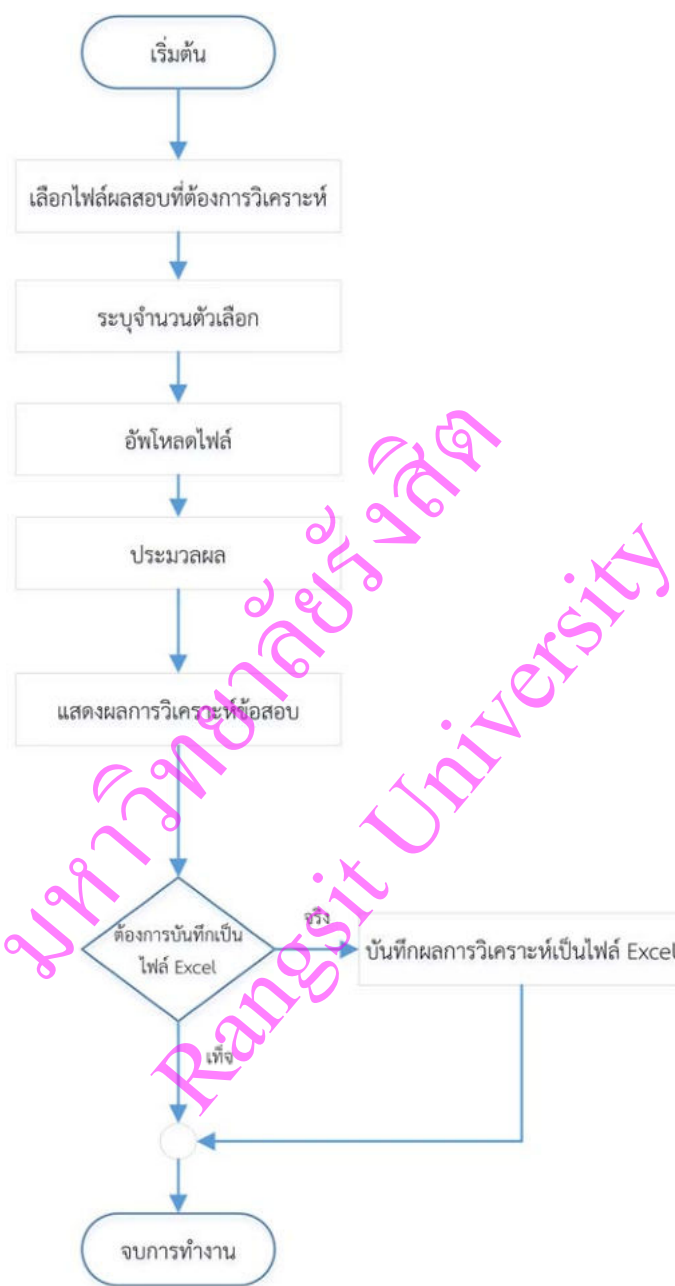 เริ่มต้น
เลือกไฟล์ผลสอบที่ต้องการวิเคราะห์
ระบุจำนวนตัวเลือก
อัพโหลดไฟล์
ประมวลผล
แสดงผลการวิเคราะห์ข้อสอบ
ต้องการบันทึกเป็น
ไฟล์ Excel
จริง
บันทึกผลการวิเคราะห์เป็นไฟล์ Excel
เท็จ
จบการทำงาน
มหาวิทยาลัยรังสิต
Rangsit University